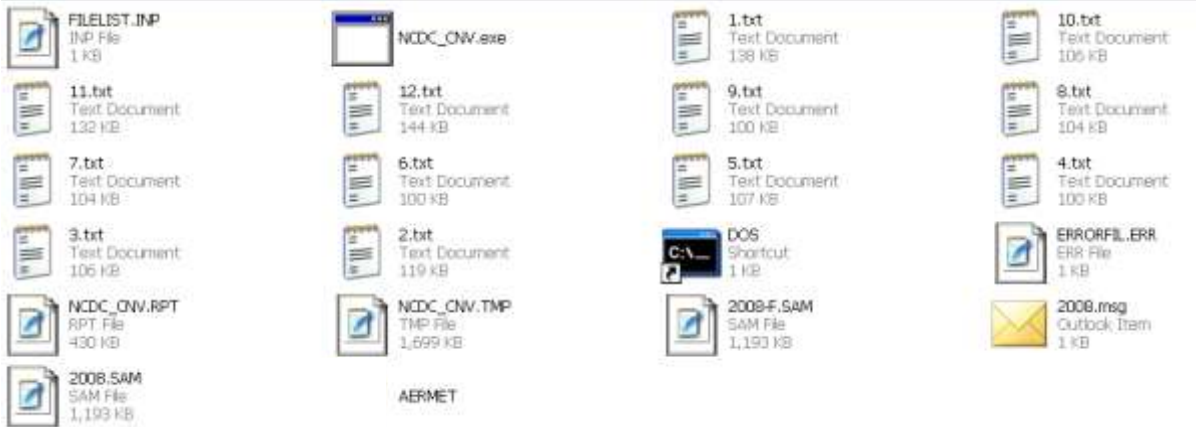 FILELIST.INP
INP File
1 KB
NCDC_CNV.exe
1.txt
Text Document
138 KB
10.txt
Text Document
106 KB
11.txt
Text Document
132 KB
12.txt
Text Document
144 KB
9.txt
Text Document
100 KB
8.txt
Text Document
104 KB
7.txt
Text Document
104 KB
6.txt
Text Document
100 KB
5.txt
Text Document
107 KB
4.txt
Text Document
100 KB
3.txt
Text Document
106 KB
2.txt
Text Document
119 KB
C:\_
DOS
Shortcut
1 KB
ERRORFIL.ERR
ERR File
1 KB
NCDC_CNV.RPT
RPT File
430 KB
NCDC_CNV.TMP
TMP File
1,699 KB
2008-F.SAM
SAM File
1,193 KB
2008.msg
Outlook Item
1 KB
2008.SAM
SAM File
1,193 KB
AERMET